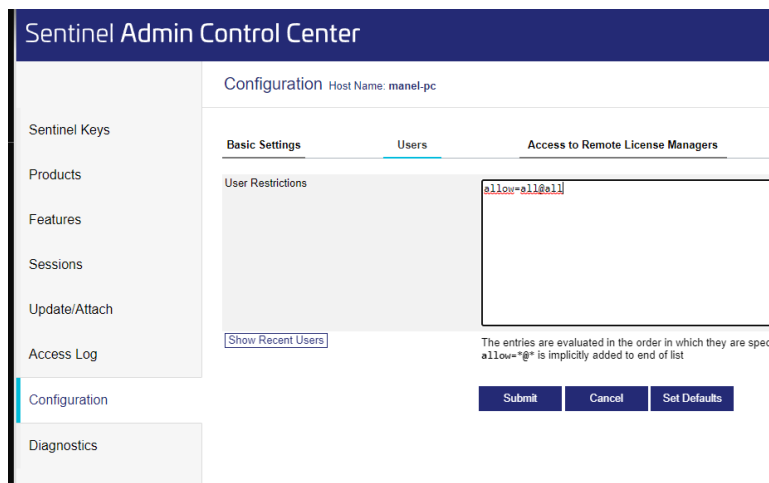 Sentinel Admin Control Center
Configuration Host Name: manel-pc
Sentinel Keys
Products
Features
Sessions
Update/Attach
Access Log
Configuration
Diagnostics
Basic Settings Users Access to Remote License Managers
User Restrictions
allow=all@all
Show Recent Users
The entries are evaluated in the order in which they are spec
allow=*@* is implicitly added to end of list
Submit Cancel Set Defaults